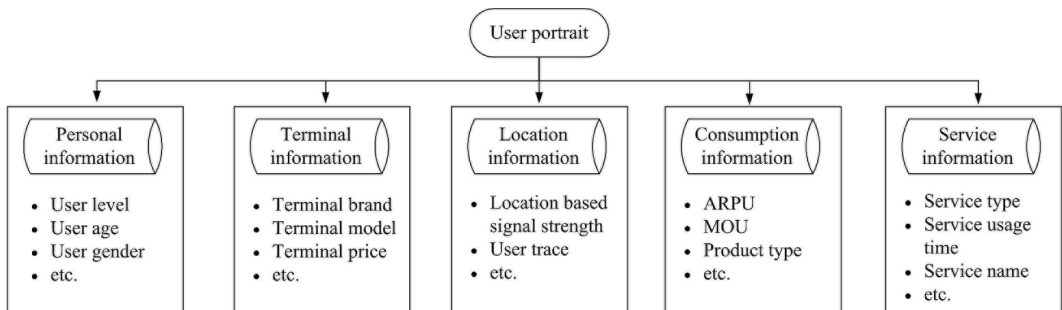 User portrait
Personal
information
• User level
• User age
• User gender
• etc.
Terminal
information
• Terminal brand
• Terminal model
• Terminal price
• etc.
Location
information
• Location based
signal strength
• User trace
• etc.
Consumption
information
• ARPU
• MOU
• Product type
• etc.
Service
information
• Service type
• Service usage
time
• Service name
• etc.